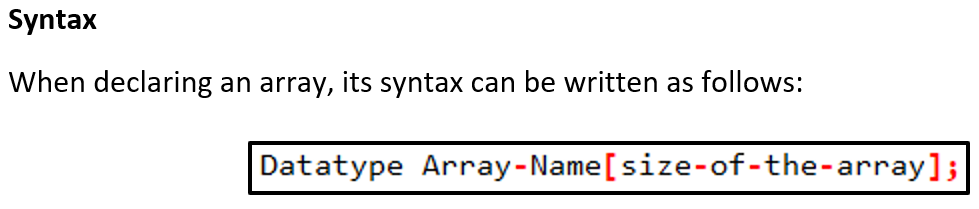 Syntax
When declaring an array, its syntax can be written as follows:
Datatype Array-Name[size-of-the-array];